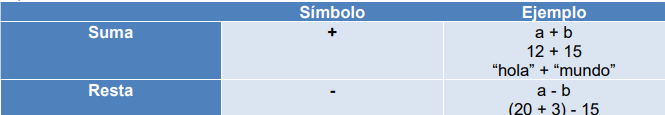 Símbolo Ejemplo
Suma + a + b
12 + 15
“hola” + “mundo”
Resta - a - b
(20 + 3) - 15